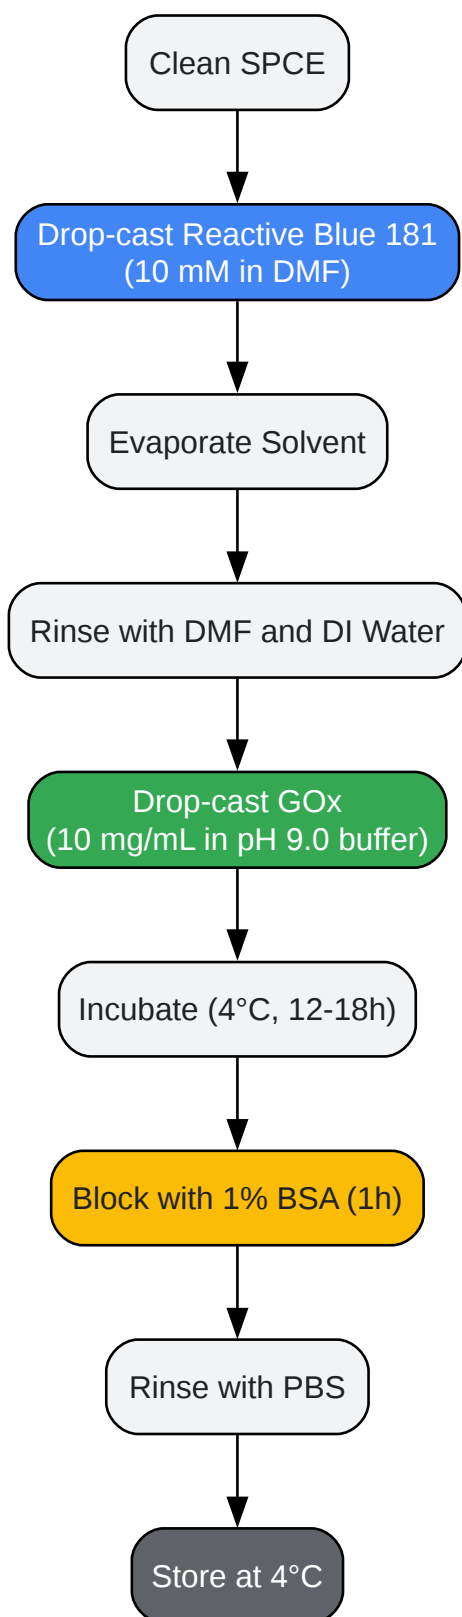 Clean SPCE
Drop-cast Reactive Blue 181
(10 mM in DMF)
Evaporate Solvent
Rinse with DMF and DI Water
Drop-cast GOx
(10 mg/mL in pH 9.0 buffer)
Incubate (4°C, 12-18h)
Block with 1% BSA (1h)
Rinse with PBS
Store at 4°C